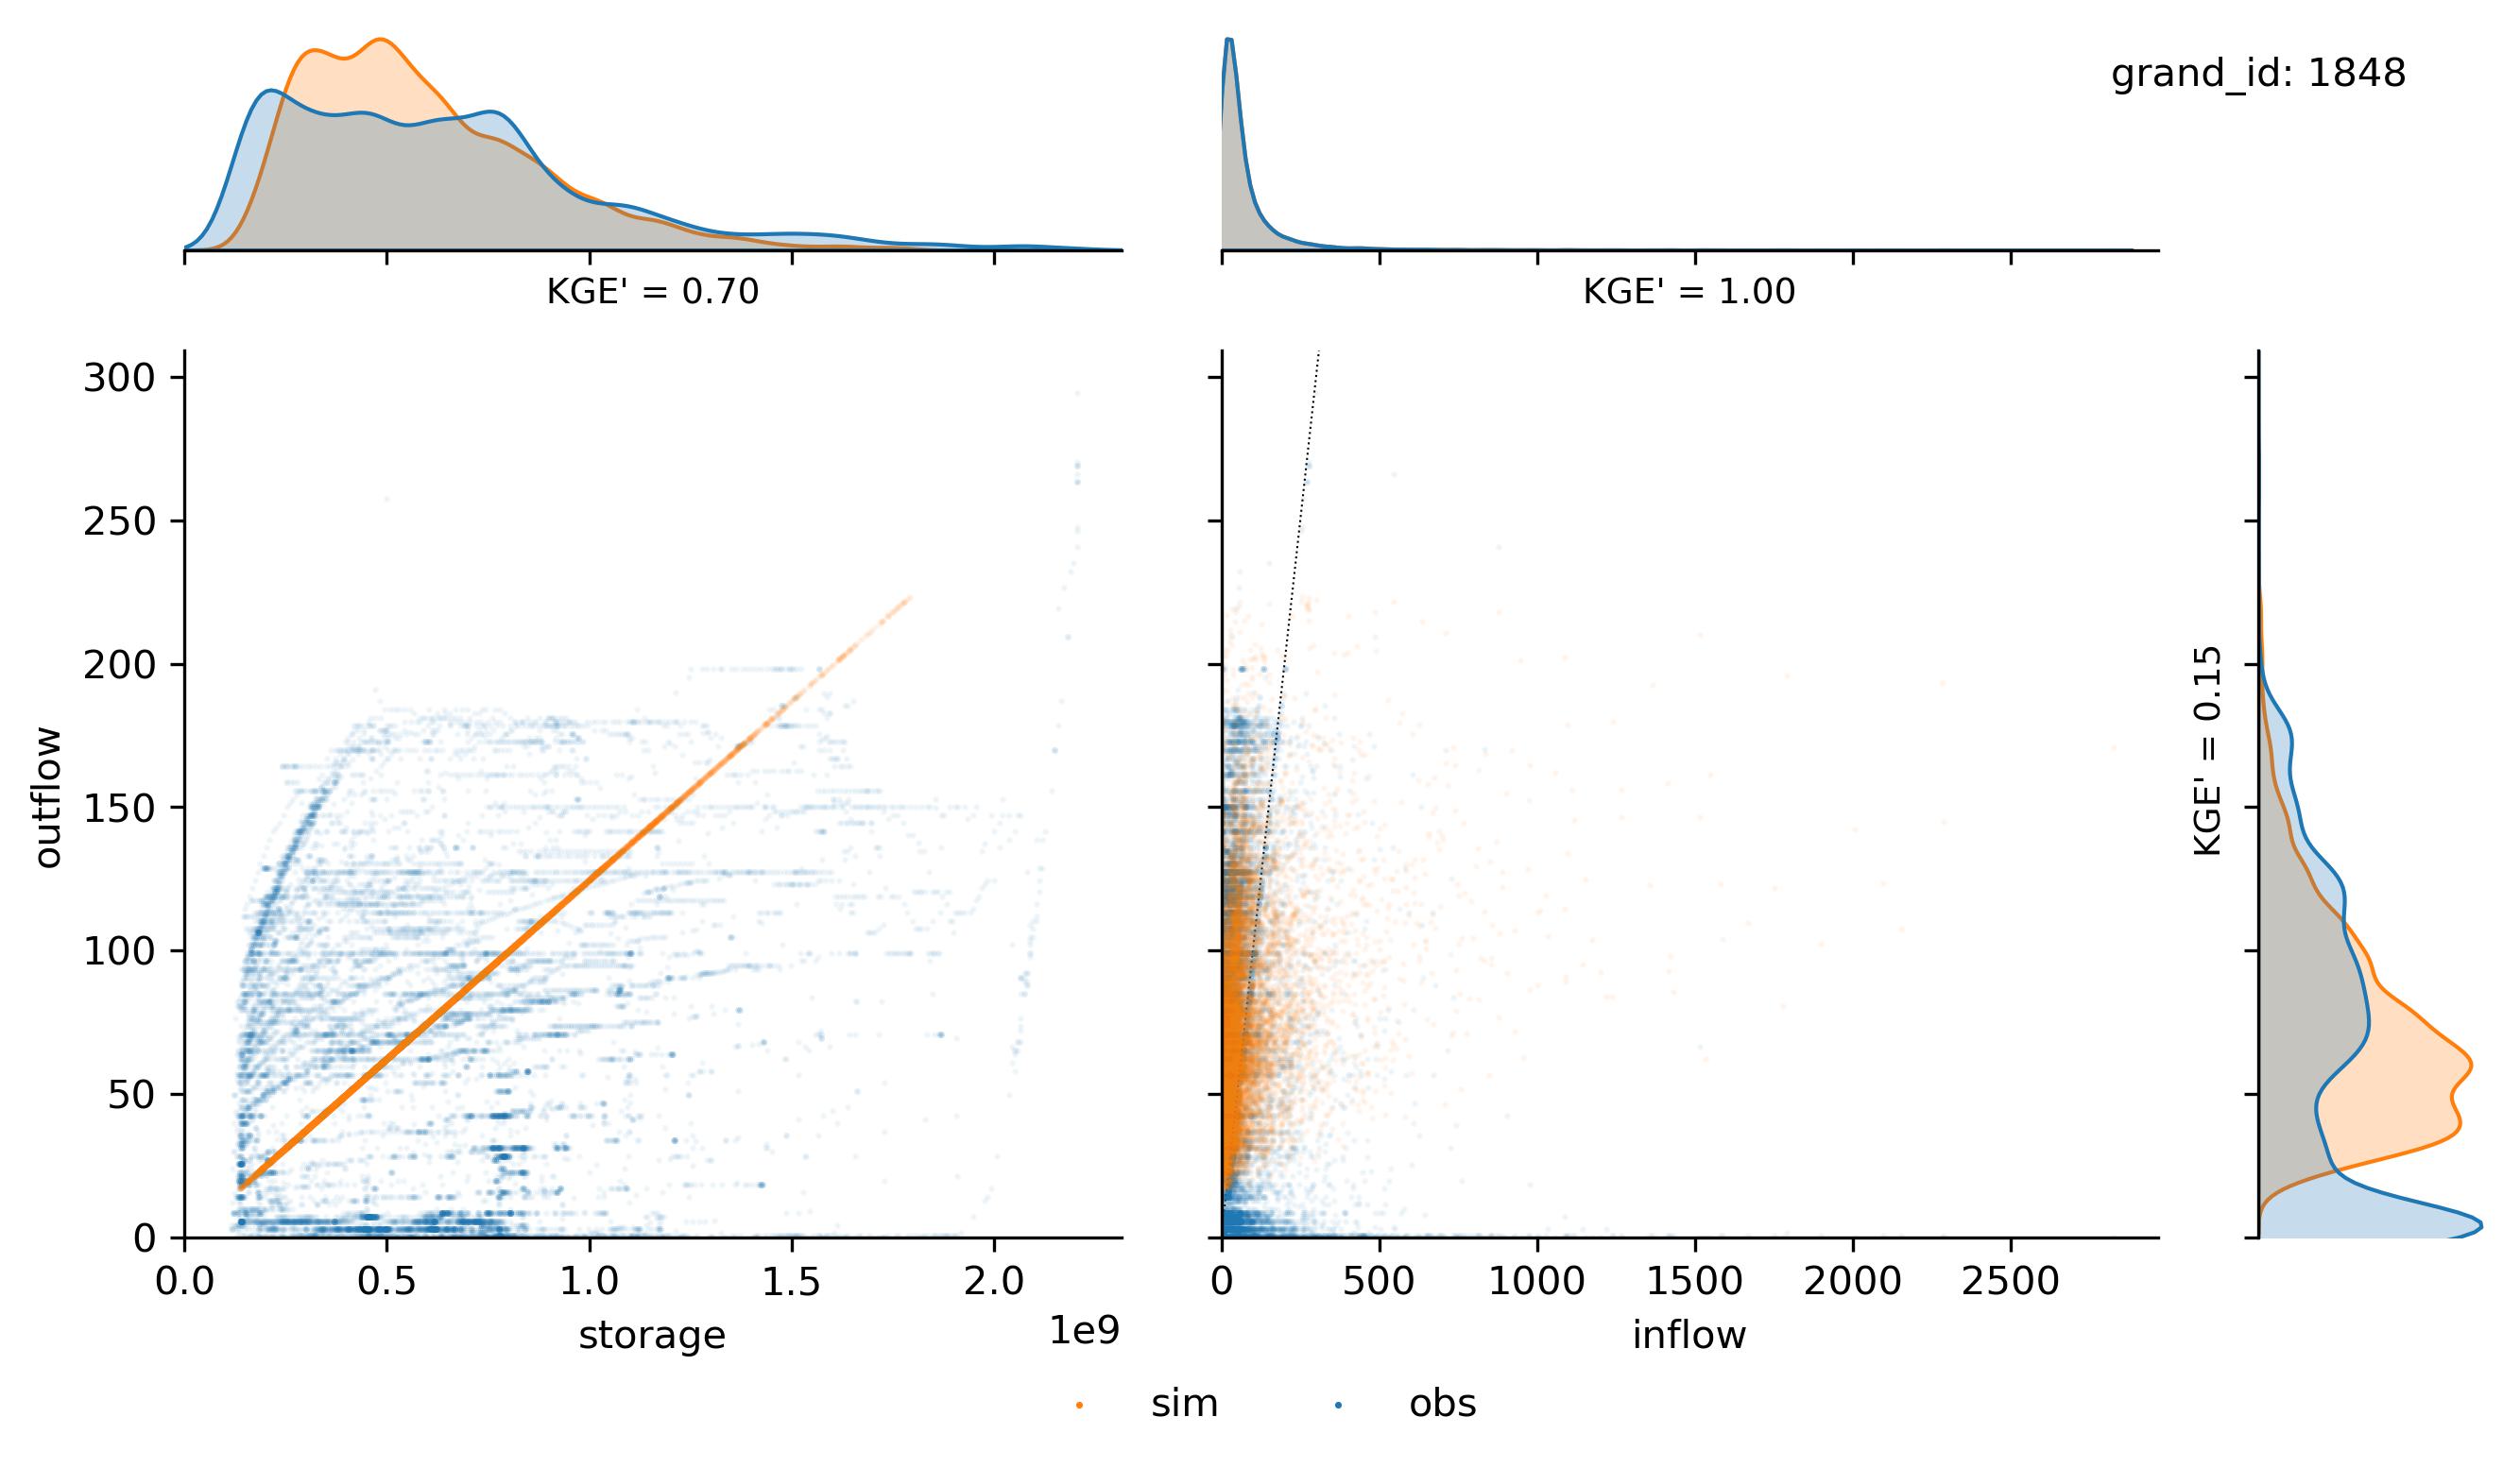 grand_id: 1848
KGE' = 0.70
KGE' = 1.00
300
250
200
150
100
50
0
outflow
KGE' = 0.15
0.0 0.5 1.0 1.5 2.0
1e9
storage
0 500 1000 1500 2000 2500
inflow
sim obs